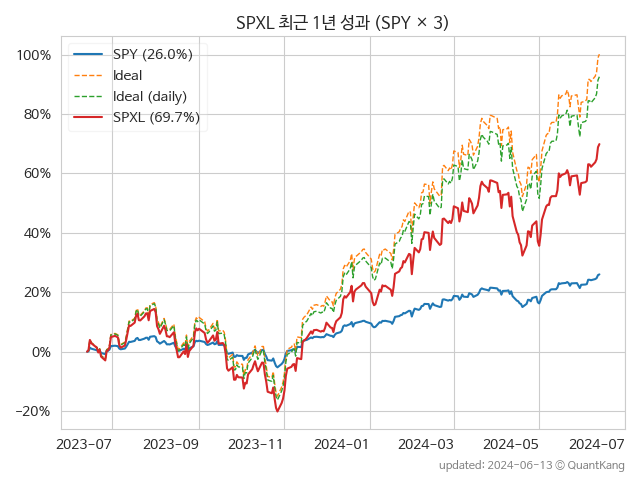 SPXL 최근 1년 성과 (SPY × 3)
SPY (26.0%)
Ideal
Ideal (daily)
SPXL (69.7%)
100%
80%
60%
40%
20%
0%
−20%
2023-07 2023-09 2023-11 2024-01 2024-03 2024-05 2024-07
updated: 2024-06-13 ⓒ QuantKang